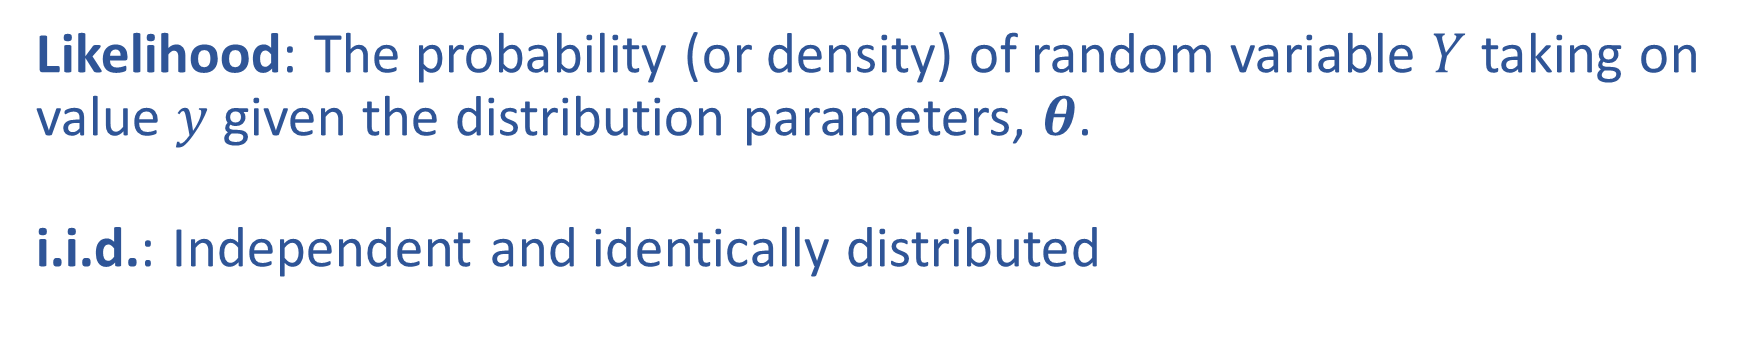 Likelihood: The probability (or density) of random variable Y taking on
value y given the distribution parameters, θ.
i.i.d.: Independent and identically distributed